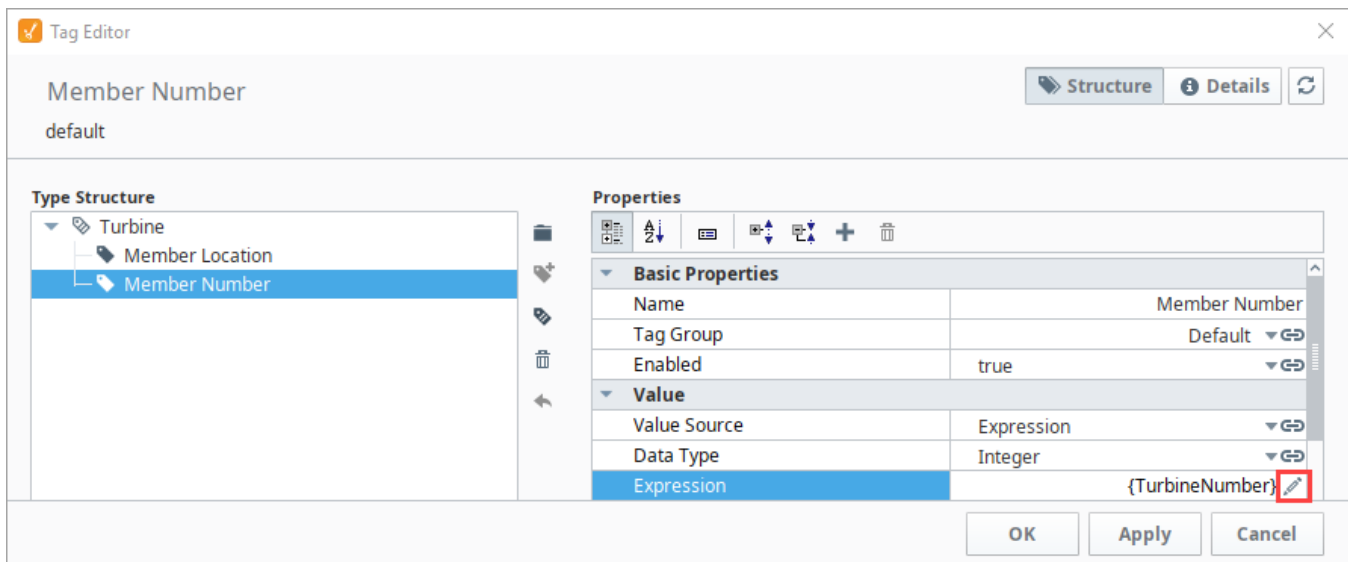 Tag Editor
Member Number
Structure
Details
default
Type Structure
Turbine
Member Location
Member Number
Properties
Basic Properties
Name Member Number
Tag Group Default
Enabled true
Value
Value Source Expression
Data Type Integer
Expression {TurbineNumber}
OK Apply Cancel